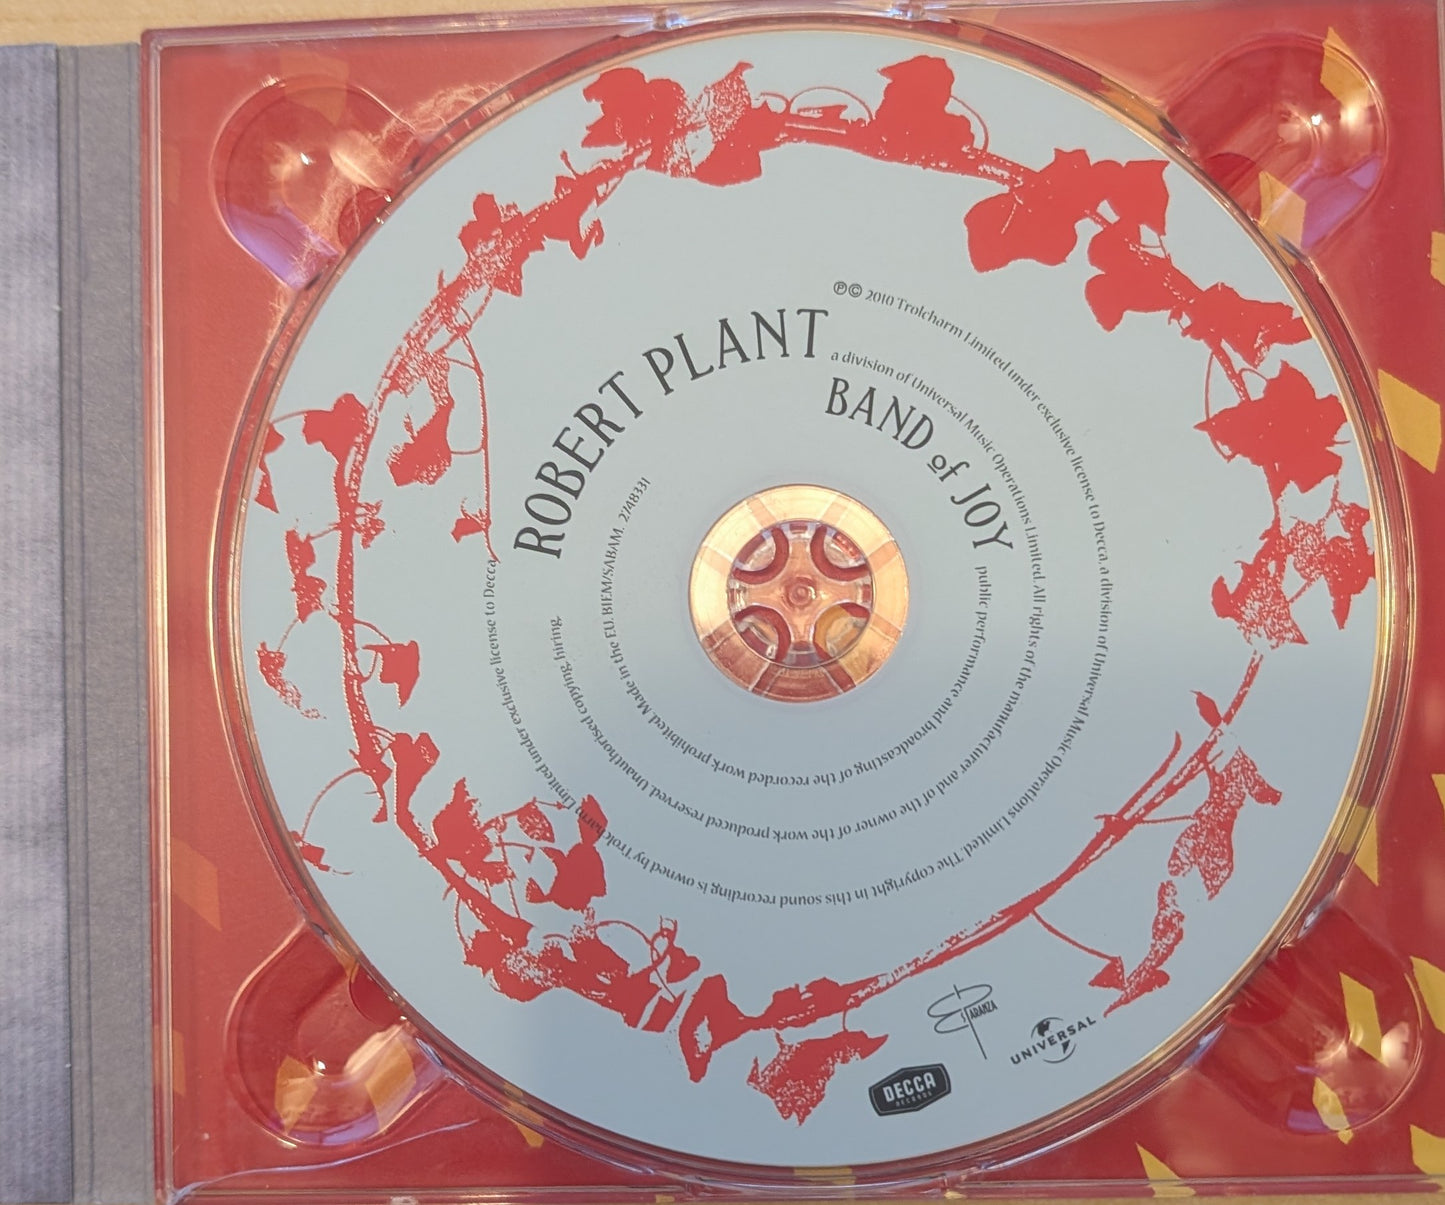 ROBERT PLANT
BAND of JOY
℗© 2010 Trolcharm Limited under exclusive license to Decca, a division of Universal Music Operations Limited. The copyright in this sound recording is owned by Trolcharm Limited under exclusive license to Decca
a division of Universal Music Operations Limited. All rights of the manufacturer and of the owner of the work produced reserved. Unauthorised copying, hiring,
public performance and broadcasting of the recorded work prohibited. Made in the EU. BIEM/SABAM. 2748331
ESPARANZA
UNIVERSAL
DECCA
RECORDS